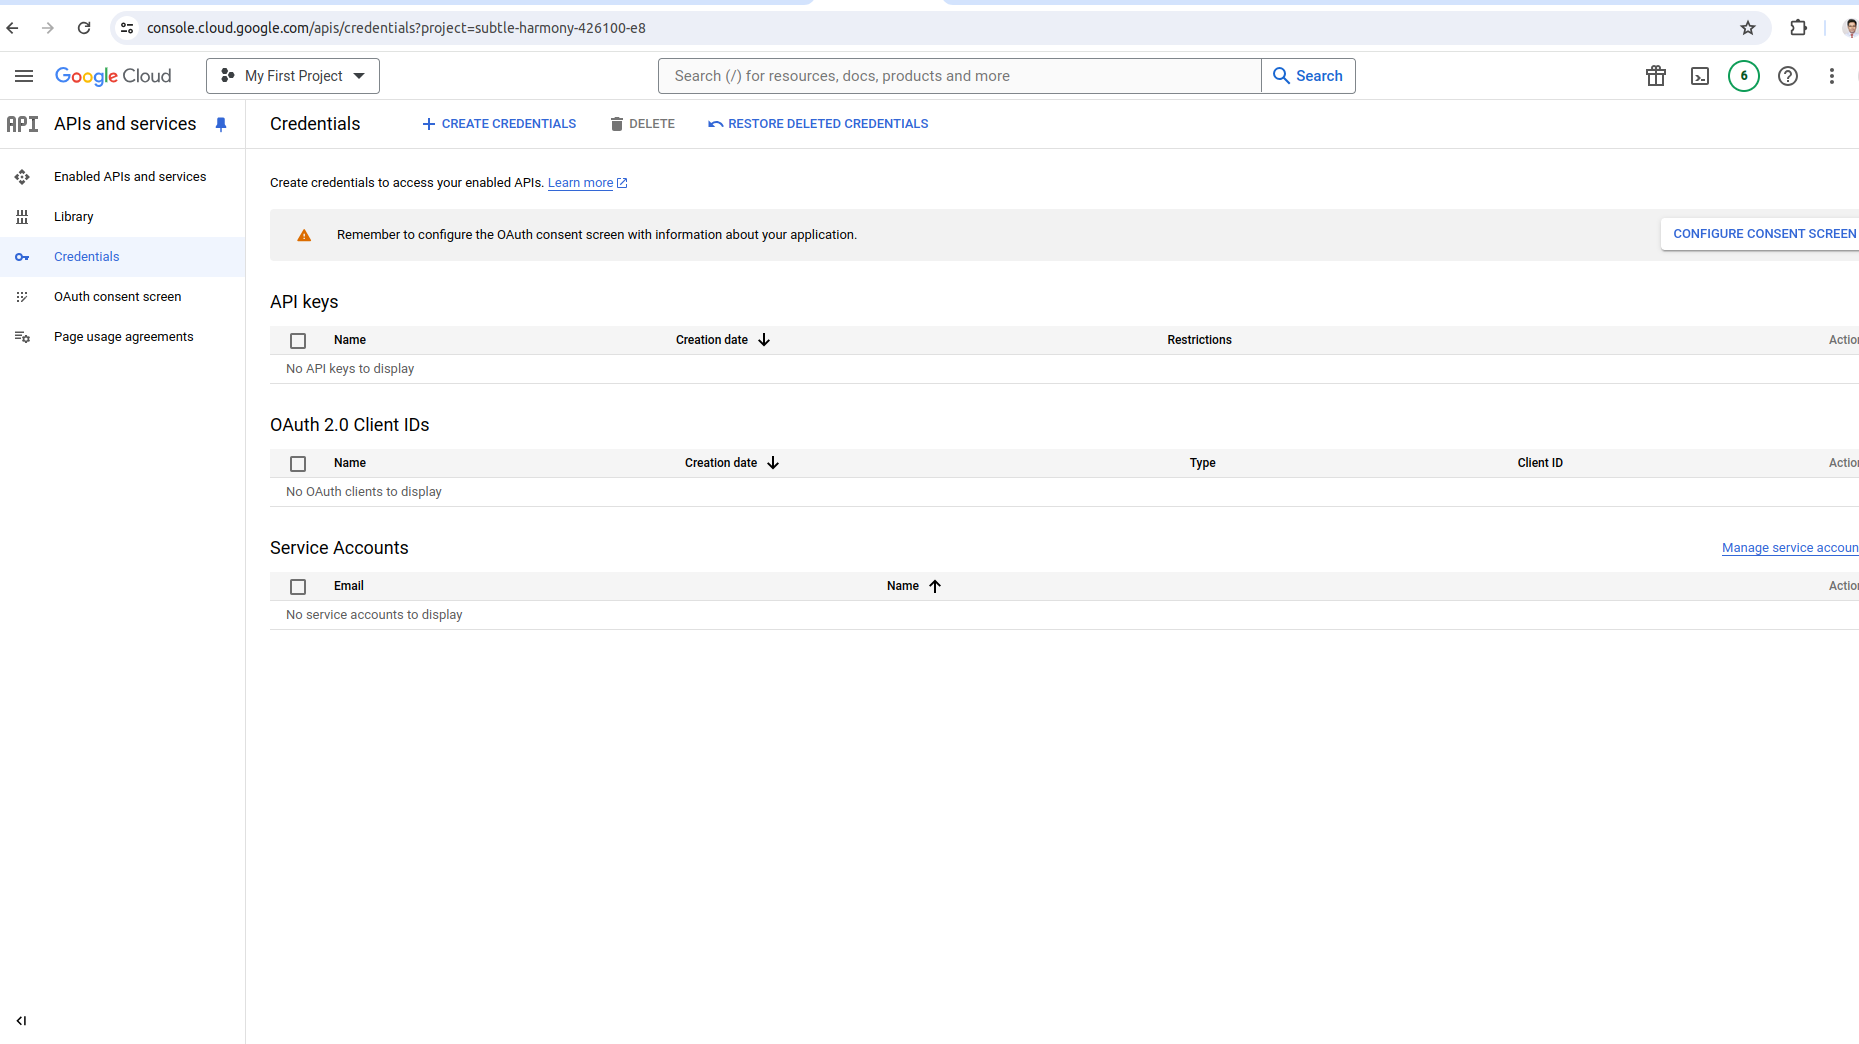 console.cloud.google.com/apis/credentials?project=subtle-harmony-426100-e8
Google Cloud
My First Project
Search (/) for resources, docs, products and more
Search
6
API
APIs and services
Credentials
CREATE CREDENTIALS
DELETE
RESTORE DELETED CREDENTIALS
Enabled APIs and services
Library
Credentials
OAuth consent screen
Page usage agreements
Create credentials to access your enabled APIs. Learn more
Remember to configure the OAuth consent screen with information about your application.
CONFIGURE CONSENT SCREEN
API keys
Name Creation date Restrictions Actio
No API keys to display
OAuth 2.0 Client IDs
Name Creation date Type Client ID Actio
No OAuth clients to display
Service Accounts
Manage service accoun
Email Name Actio
No service accounts to display